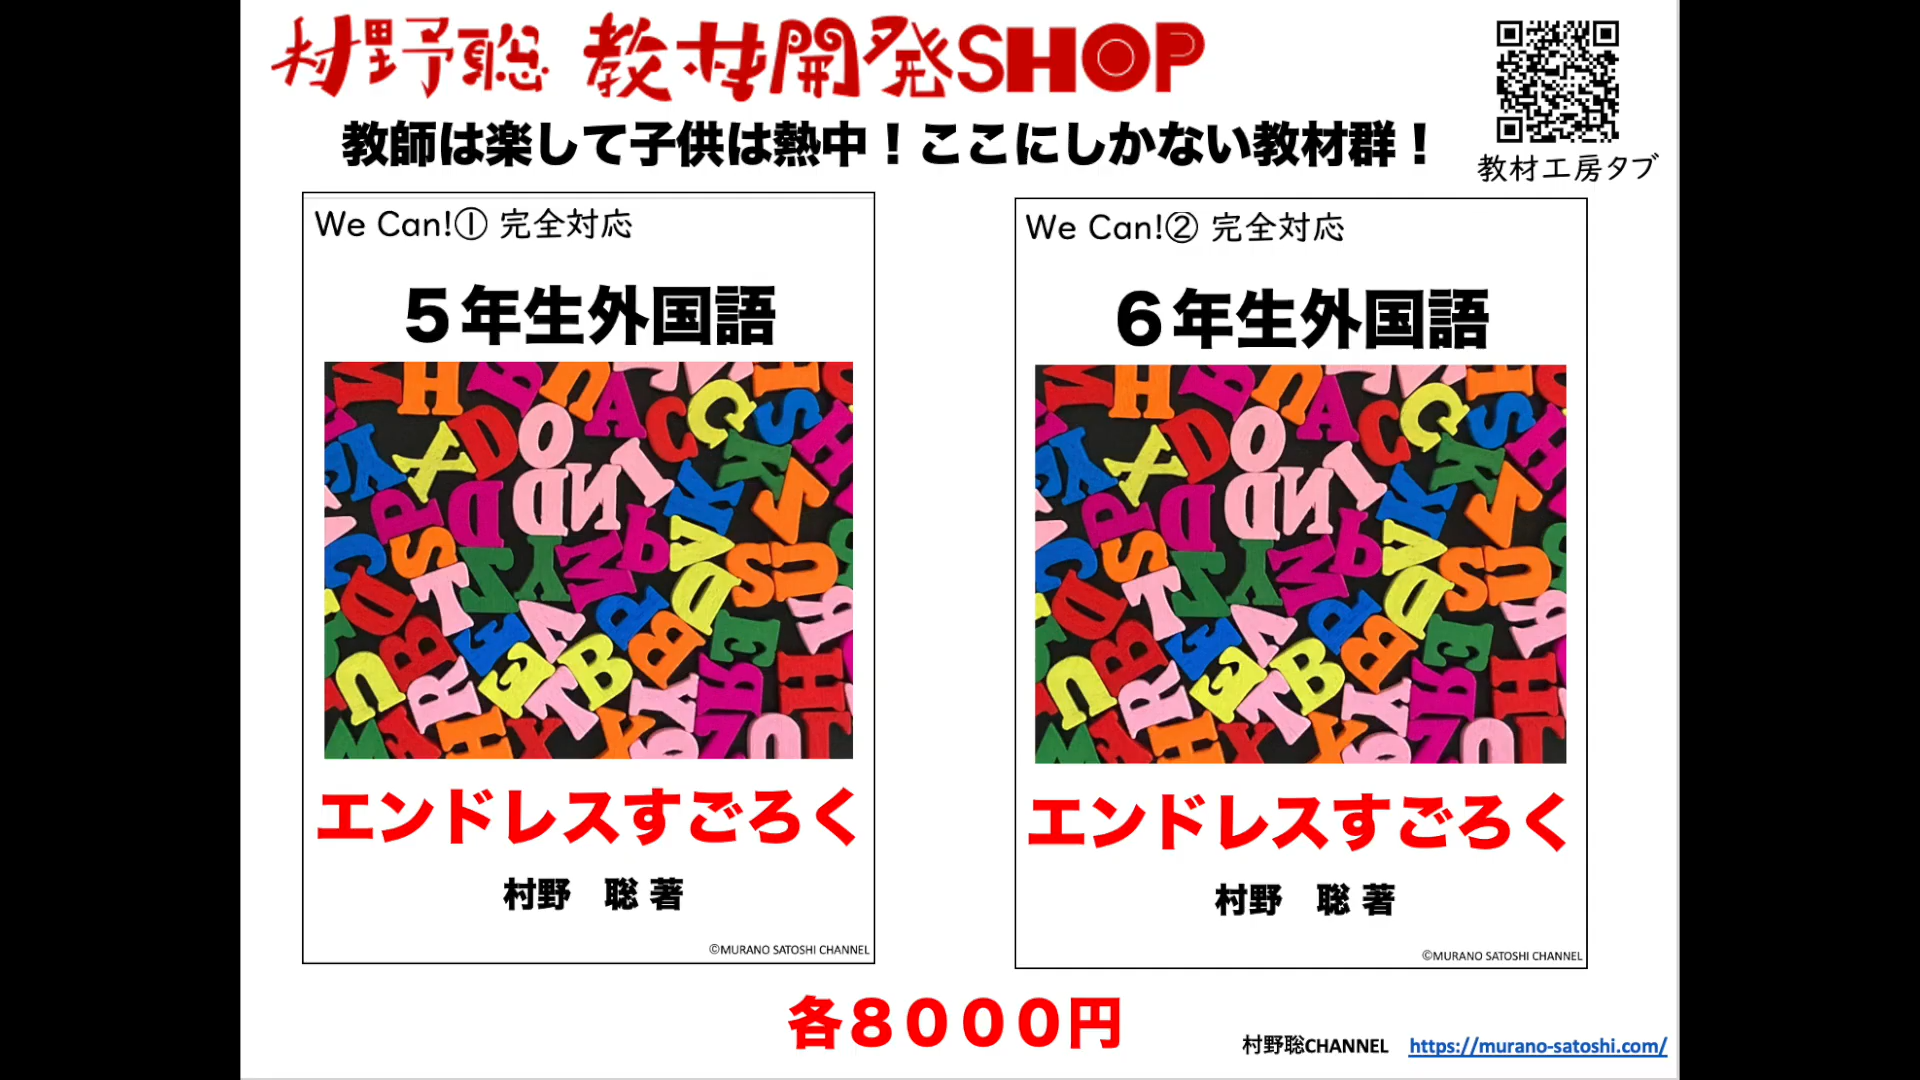 村野聡 教材開発SHOP
教師は楽して子供は熱中！ここにしかない教材群！
教材工房タブ
We Can!① 完全対応
５年生外国語
エンドレスすごろく
村野　聡 著
©MURANO SATOSHI CHANNEL
We Can!② 完全対応
６年生外国語
エンドレスすごろく
村野　聡 著
©MURANO SATOSHI CHANNEL
各８０００円
村野聡CHANNEL https://murano-satoshi.com/